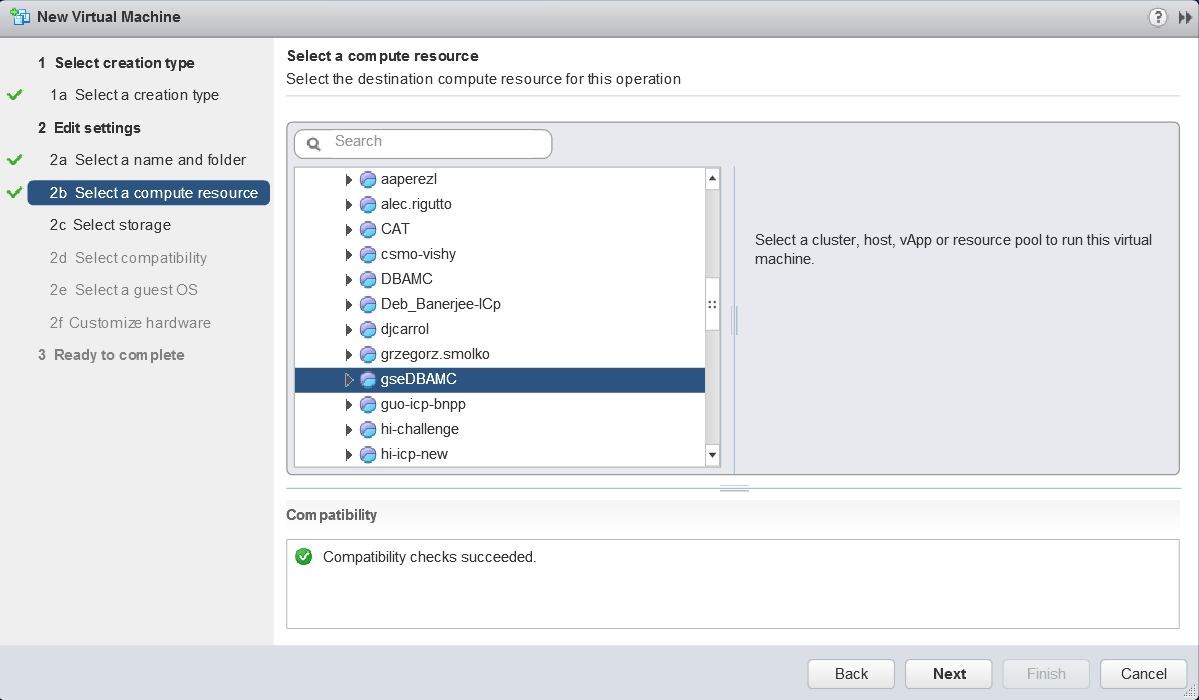 New Virtual Machine
?
1 Select creation type
1a Select a creation type
2 Edit settings
2a Select a name and folder
2b Select a compute resource
2c Select storage
2d Select compatibility
2e Select a guest OS
2f Customize hardware
3 Ready to complete
Select a compute resource
Select the destination compute resource for this operation
Search
aaperezl
alec.rigutto
CAT
csmo-vishy
DBAMC
Deb_Banerjee-ICp
djcarrol
grzegorz.smolko
gseDBAMC
guo-icp-bnpp
hi-challenge
hi-icp-new
Select a cluster, host, vApp or resource pool to run this virtual
machine.
Compatibility
Compatibility checks succeeded.
Back
Next
Finish
Cancel